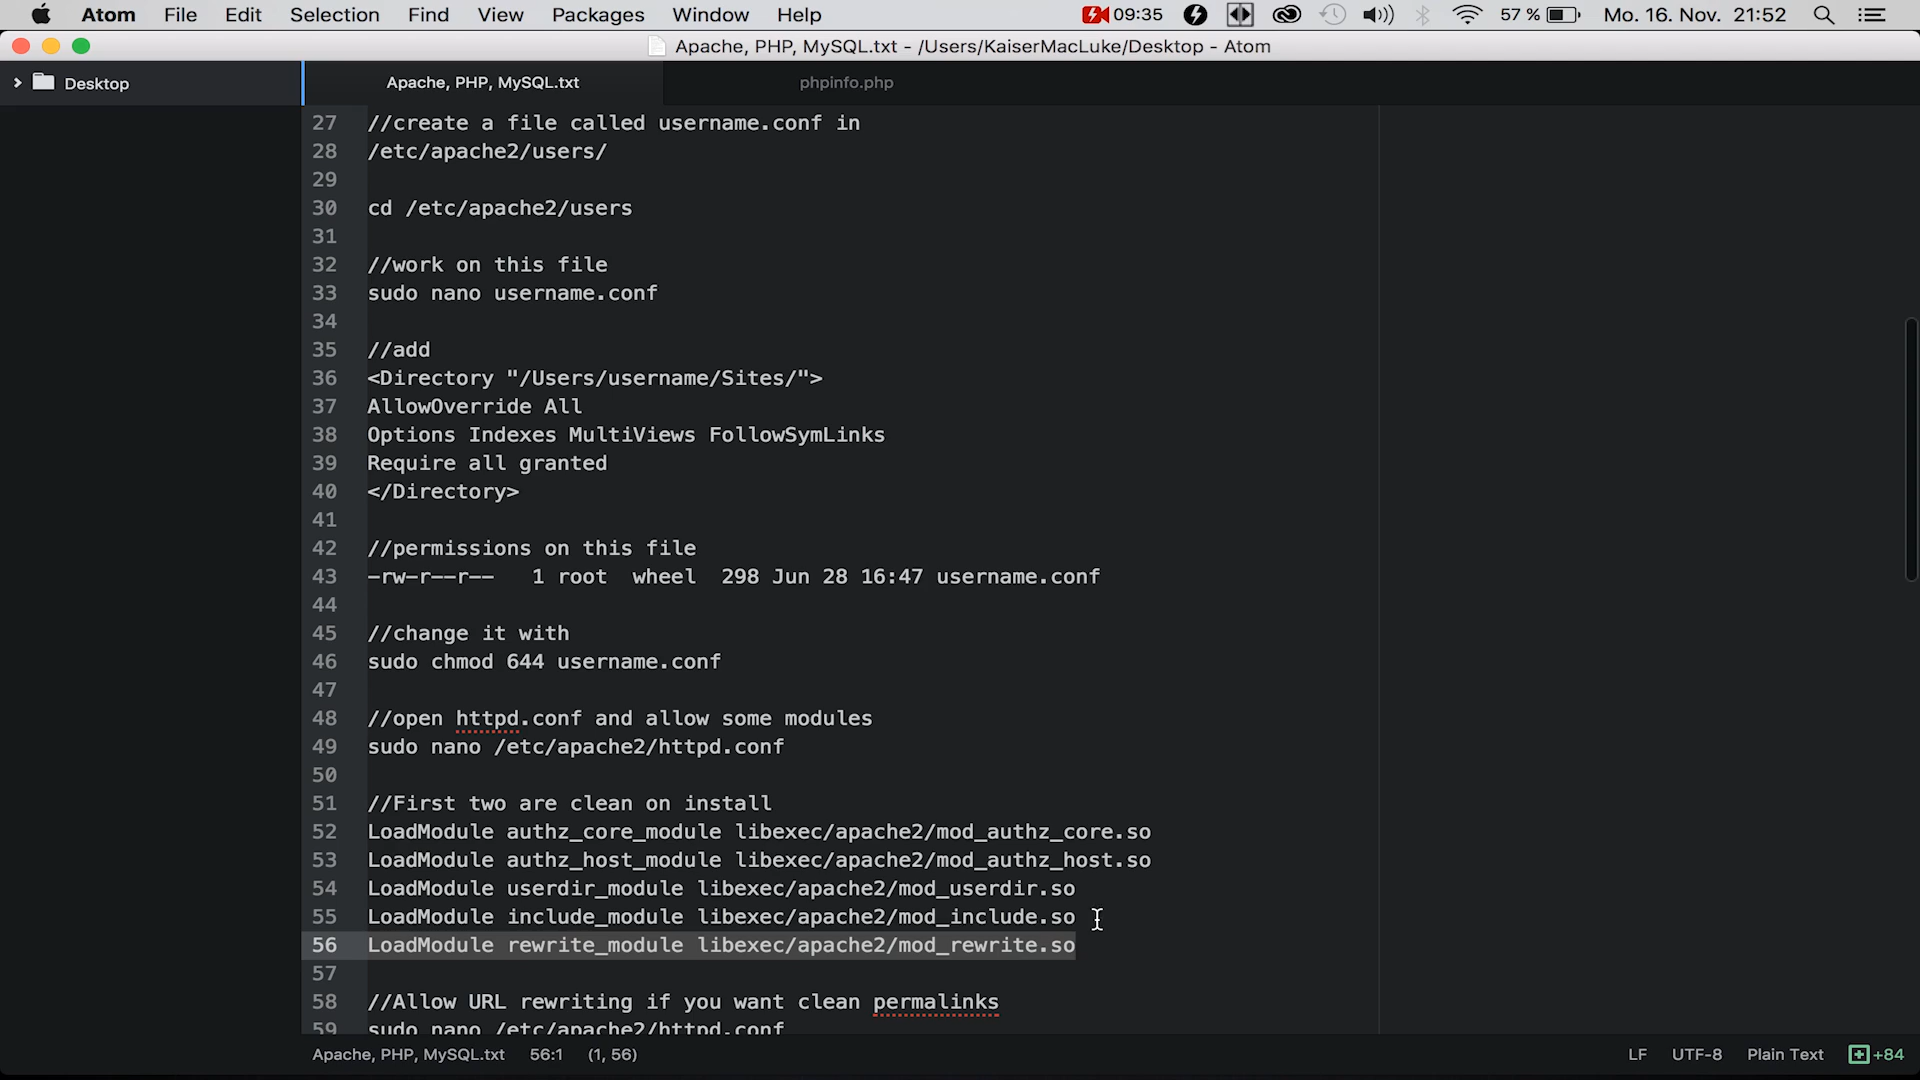 Atom File Edit Selection Find View Packages Window Help 09:35 57 % Mo. 16. Nov. 21:52
Apache, PHP, MySQL.txt - /Users/KaiserMacLuke/Desktop - Atom
Desktop
Apache, PHP, MySQL.txt phpinfo.php
27 //create a file called username.conf in
28 /etc/apache2/users/
29
30 cd /etc/apache2/users
31
32 //work on this file
33 sudo nano username.conf
34
35 //add
36 <Directory "/Users/username/Sites/">
37 AllowOverride All
38 Options Indexes MultiViews FollowSymLinks
39 Require all granted
40 </Directory>
41
42 //permissions on this file
43 -rw-r--r--   1 root  wheel  298 Jun 28 16:47 username.conf
44
45 //change it with
46 sudo chmod 644 username.conf
47
48 //open httpd.conf and allow some modules
49 sudo nano /etc/apache2/httpd.conf
50
51 //First two are clean on install
52 LoadModule authz_core_module libexec/apache2/mod_authz_core.so
53 LoadModule authz_host_module libexec/apache2/mod_authz_host.so
54 LoadModule userdir_module libexec/apache2/mod_userdir.so
55 LoadModule include_module libexec/apache2/mod_include.so
56 LoadModule rewrite_module libexec/apache2/mod_rewrite.so
57
58 //Allow URL rewriting if you want clean permalinks
59 sudo nano /etc/apache2/httpd.conf
Apache, PHP, MySQL.txt 56:1 (1, 56) LF UTF-8 Plain Text +84